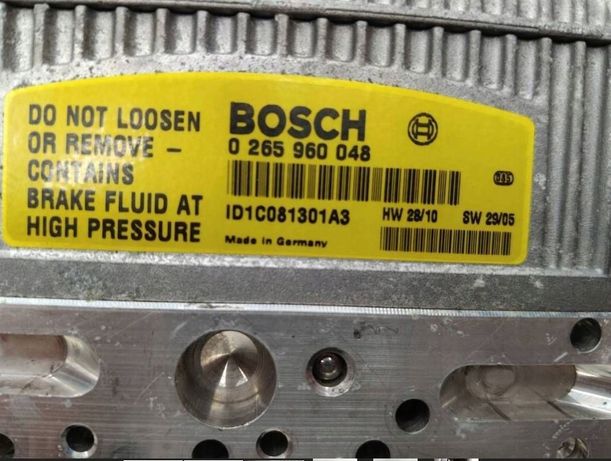 DO NOT LOOSEN
OR REMOVE –
CONTAINS
BRAKE FLUID AT
HIGH PRESSURE
BOSCH
0 265 960 048
ID1C081301A3
HW 28/10
SW 29/05
Made in Germany